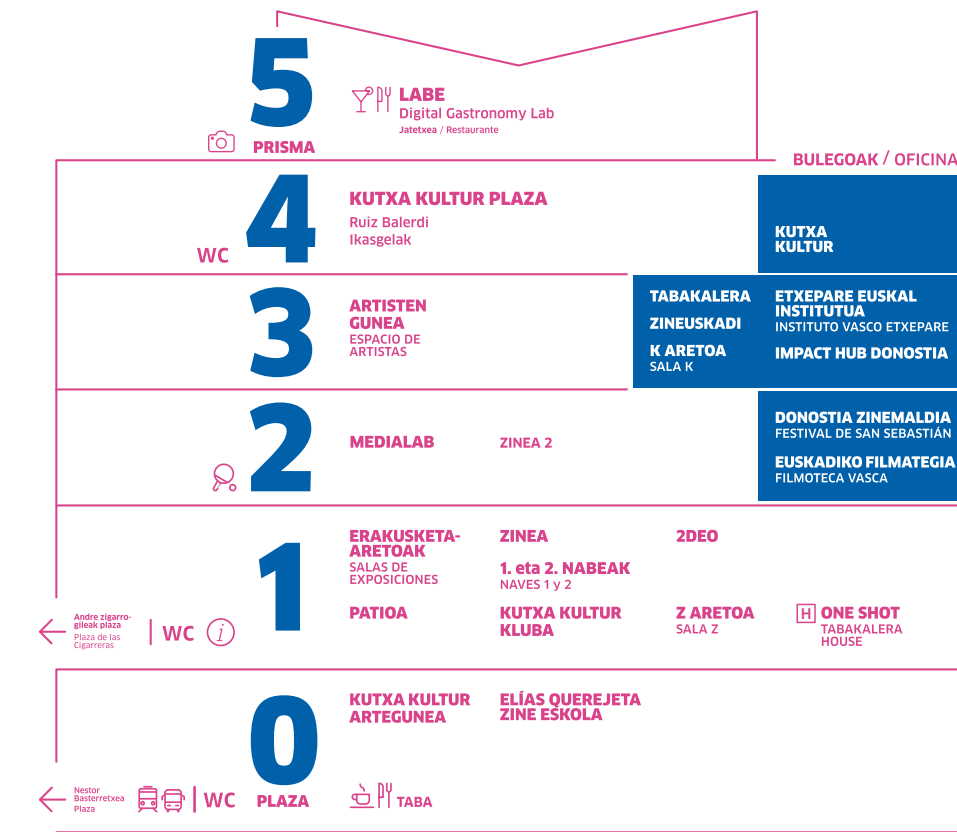 5
PRISMA
LABE
Digital Gastronomy Lab
Jatetxea / Restaurante
BULEGOAK / OFICINA
4
WC
KUTXA KULTUR PLAZA
Ruiz Balerdi
Ikasgelak
KUTXA
KULTUR
3
ARTISTEN
GUNEA
ESPACIO DE
ARTISTAS
TABAKALERA
ZINEUSKADI
K ARETOA
SALA K
ETXEPARE EUSKAL
INSTITUTUA
INSTITUTO VASCO ETXEPARE
IMPACT HUB DONOSTIA
2
MEDIALAB
ZINEA 2
DONOSTIA ZINEMALDIA
FESTIVAL DE SAN SEBASTIÁN
EUSKADIKO FILMATEGIA
FILMOTECA VASCA
1
Andre zigarro-
gileak plaza
Plaza de las
Cigarreras
WC
i
ERAKUSKETA-
ARETOAK
SALAS DE
EXPOSICIONES
PATIOA
ZINEA
1. eta 2. NABEAK
NAVES 1 y 2
KUTXA KULTUR
KLUBA
2DEO
Z ARETOA
SALA Z
H ONE SHOT
TABAKALERA
HOUSE
0
PLAZA
Nestor
Basterretxea
Plaza
WC
KUTXA KULTUR
ARTEGUNEA
ELÍAS QUEREJETA
ZINE ESKOLA
TABA